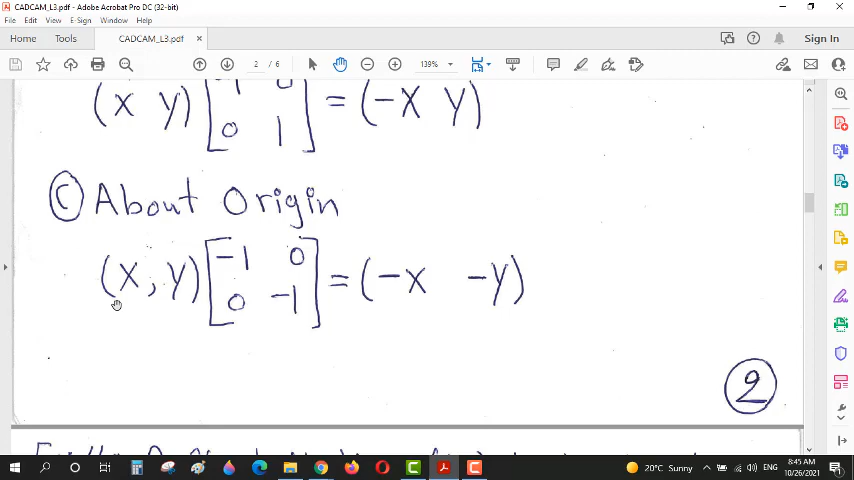 CADCAM_L3.pdf - Adobe Acrobat Pro DC (32-bit)
File Edit View E-Sign Window Help
Home Tools CADCAM_L3.pdf × Sign In
2 / 6 139%
(X Y) [-1 0
0 1] = (-X Y)
(C) About Origin
(X, Y) [-1 0
0 -1] = (-X -Y)
2
20°C Sunny ENG 8:45 AM
10/26/2021